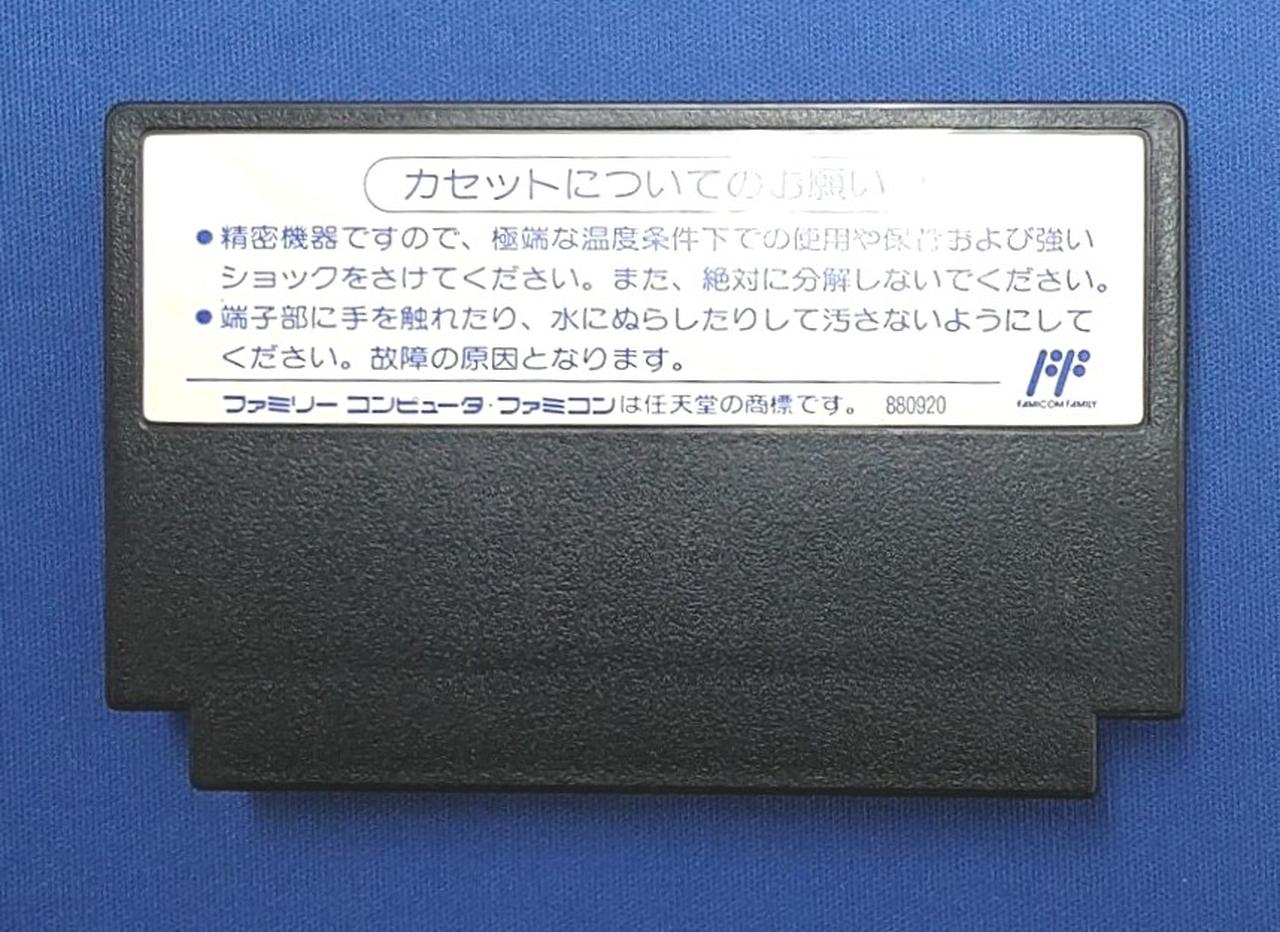 カセットについてのお願い
●精密機器ですので、極端な温度条件下での使用や保管および強い
ショックをさけてください。また、絶対に分解しないでください。
●端子部に手を触れたり、水にぬらしたりして汚さないようにして
ください。故障の原因となります。
ファミリー コンピュータ・ファミコンは任天堂の商標です。 880920
FAMICOM FAMILY